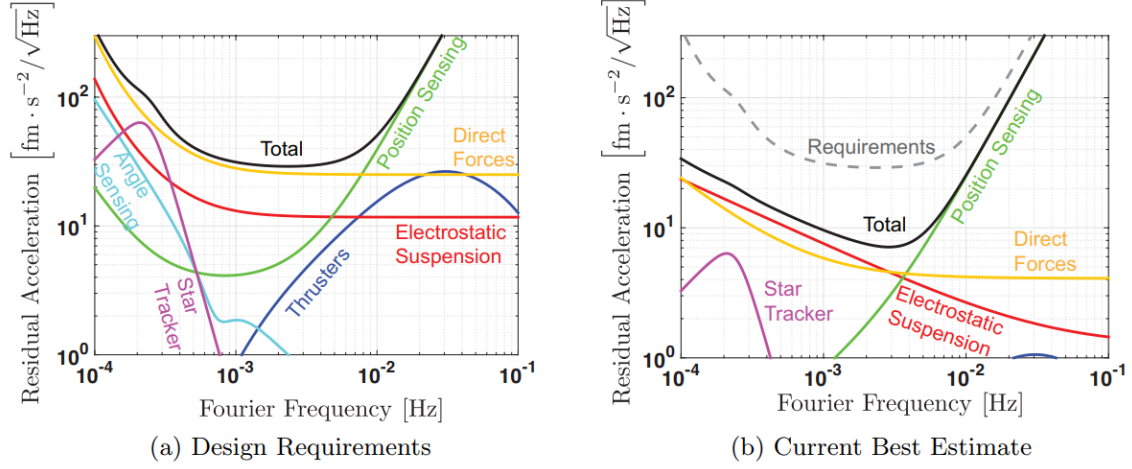 Residual Acceleration [fm · s⁻²/√Hz]
10²
10¹
10⁰
10⁻⁴
10⁻³
10⁻²
10⁻¹
Fourier Frequency [Hz]
Total
Position Sensing
Direct
Forces
Angle
Sensing
Electrostatic
Suspension
Star
Tracker
Thrusters
(a) Design Requirements
Residual Acceleration [fm · s⁻²/√Hz]
10²
10¹
10⁰
10⁻⁴
10⁻³
10⁻²
10⁻¹
Fourier Frequency [Hz]
Requirements
Total
Position Sensing
Direct
Forces
Star
Tracker
Electrostatic
Suspension
(b) Current Best Estimate